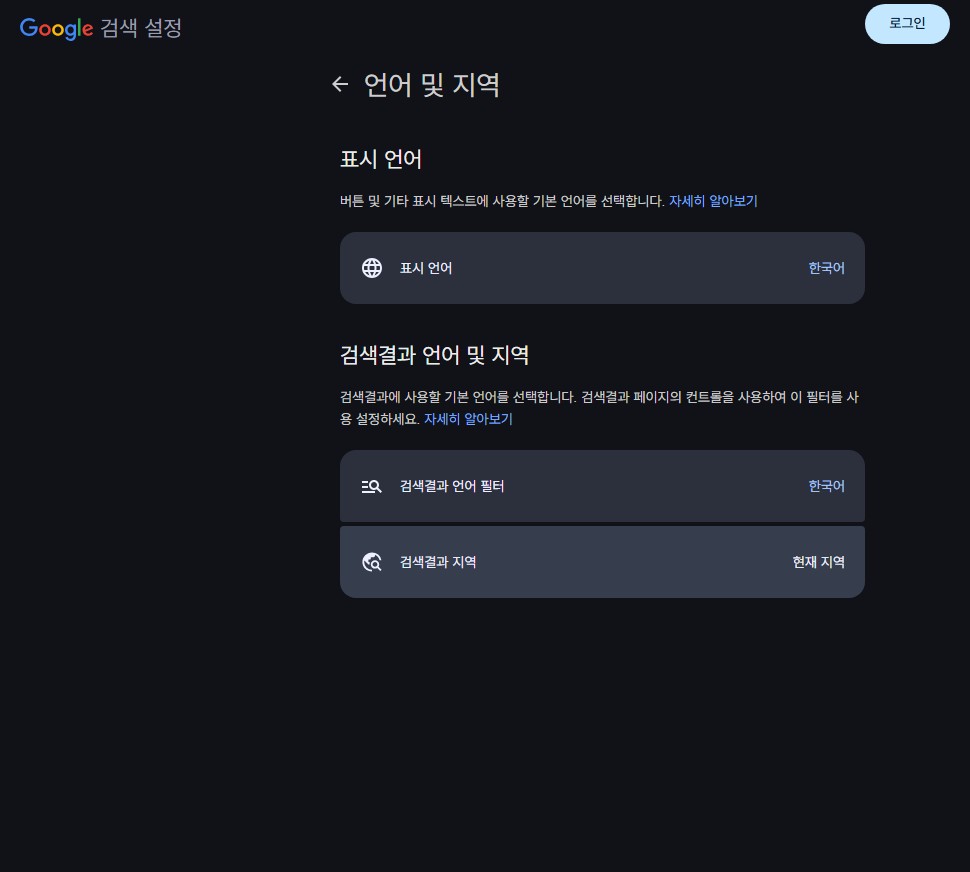 Google 검색 설정
로그인
언어 및 지역
표시 언어
버튼 및 기타 표시 텍스트에 사용할 기본 언어를 선택합니다. 자세히 알아보기
표시 언어
한국어
검색결과 언어 및 지역
검색결과에 사용할 기본 언어를 선택합니다. 검색결과 페이지의 컨트롤을 사용하여 이 필터를 사
용 설정하세요. 자세히 알아보기
검색결과 언어 필터
한국어
검색결과 지역
현재 지역